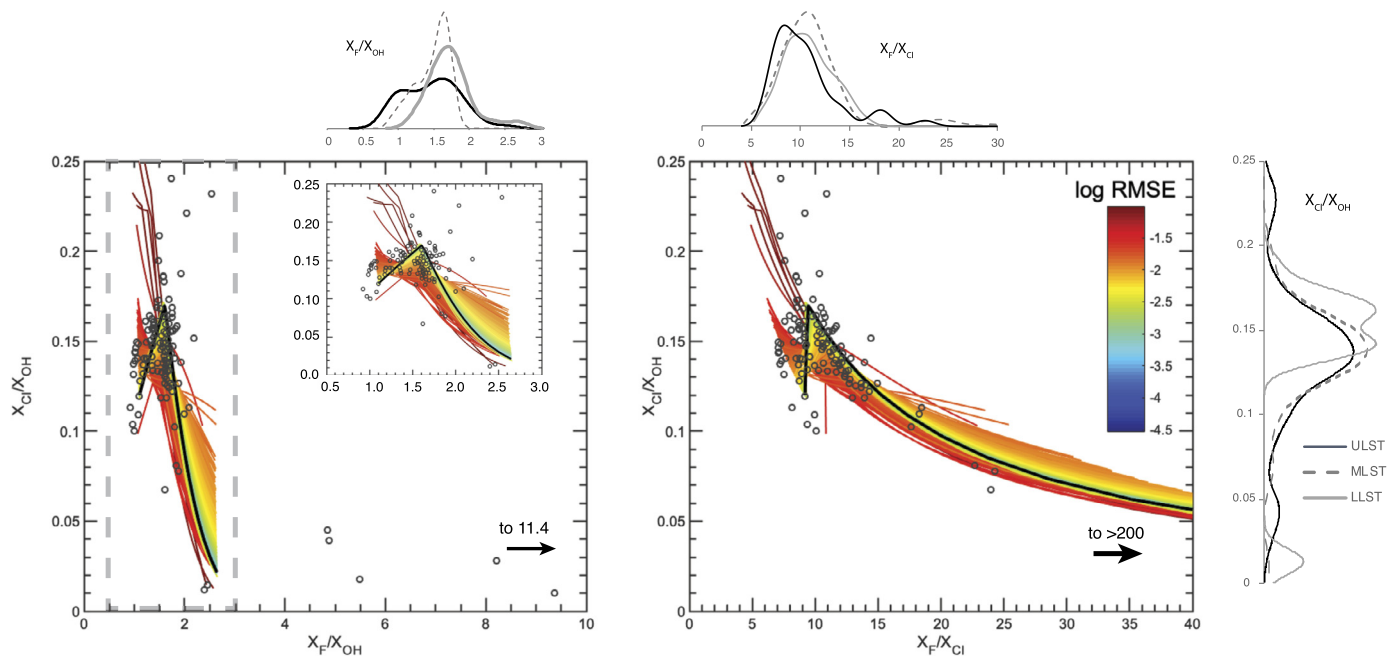 X_F/X_OH
0 0.5 1 1.5 2 2.5 3
X_F/X_Cl
0 5 10 15 20 25 30
0.25
0.2
0.15
0.1
0.05
0
X_Cl/X_OH
0 2 4 6 8 10
X_F/X_OH
to 11.4
0.25
0.20
0.15
0.10
0.05
0.0
0.5 1.0 1.5 2.0 2.5 3.0
0.25
0.2
0.15
0.1
0.05
0
X_Cl/X_OH
0 5 10 15 20 25 30 35 40
X_F/X_Cl
log RMSE
-1.5
-2
-2.5
-3
-3.5
-4
-4.5
to >200
0.25
0.2
0.15
0.1
0.05
0
X_Cl/X_OH
ULST
MLST
LLST